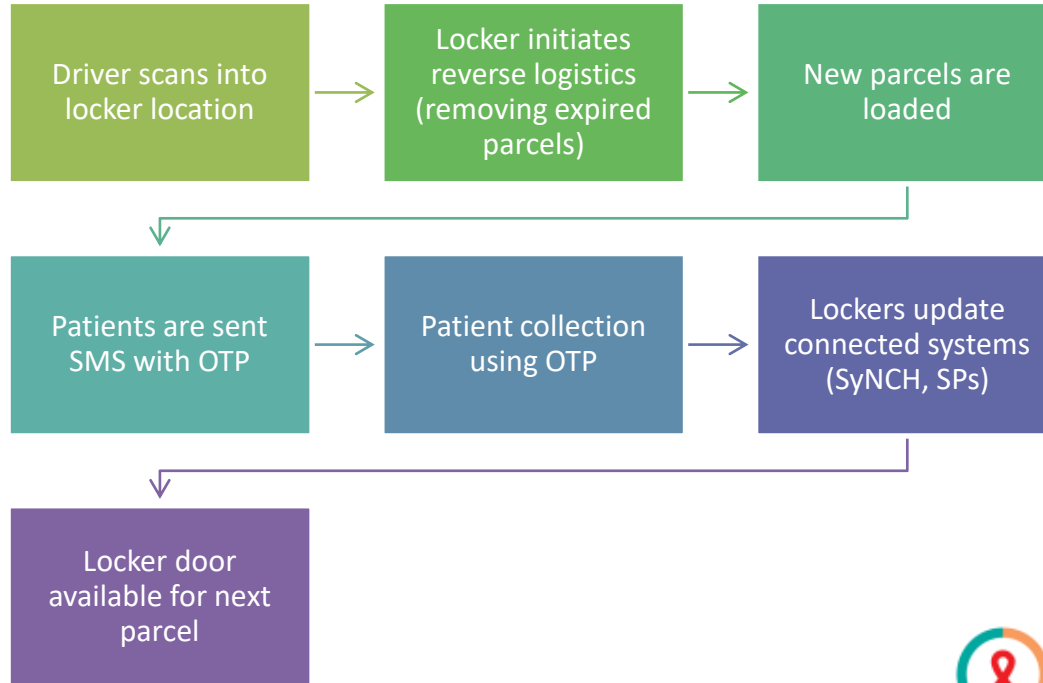 Driver scans into
locker location
Locker initiates
reverse logistics
(removing expired
parcels)
New parcels are
loaded
Patients are sent
SMS with OTP
Patient collection
using OTP
Lockers update
connected systems
(SyNCH, SPs)
Locker door
available for next
parcel